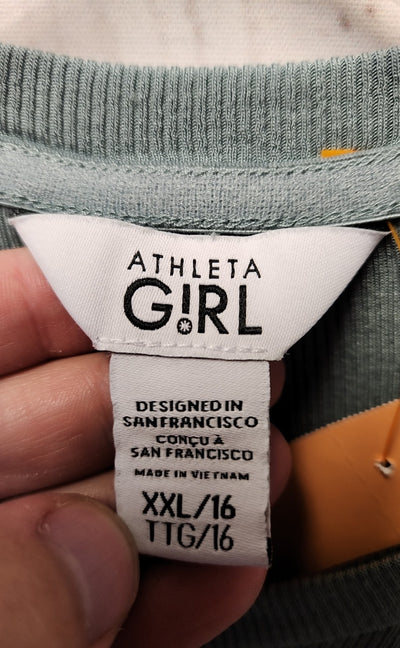 ATHLETA
G!RL
DESIGNED IN
SAN FRANCISCO
CONÇU À
SAN FRANCISCO
MADE IN VIETNAM
XXL/16
TTG/16